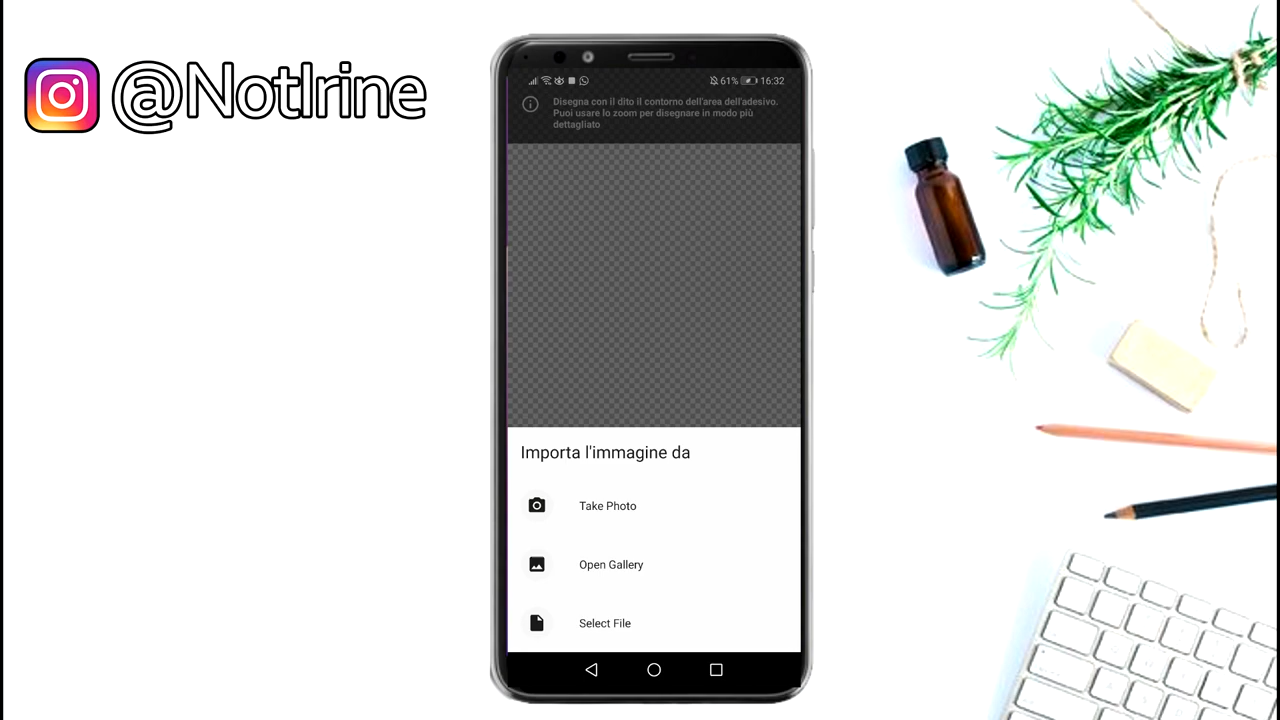 @NotIrine
61% 16:32
Disegna con il dito il contorno dell'area dell'adesivo.
Puoi usare lo zoom per disegnare in modo più
dettagliato
Importa l'immagine da
Take Photo
Open Gallery
Select File